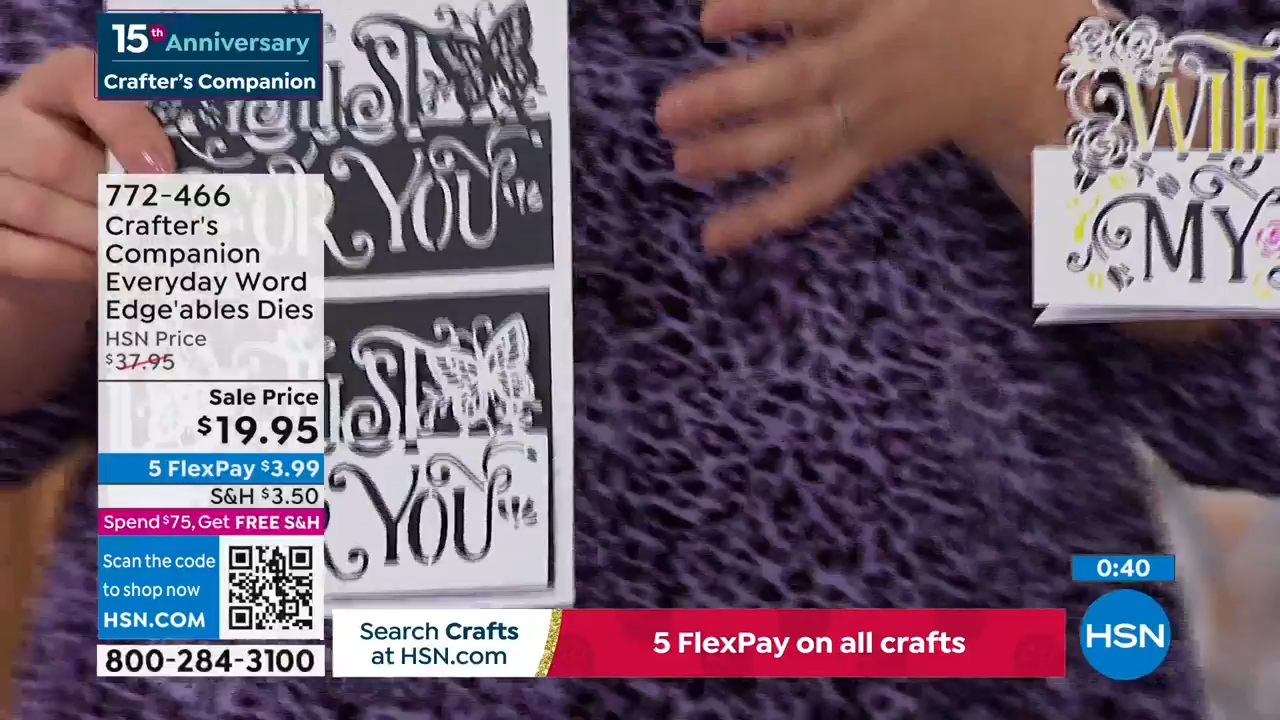 15th Anniversary
Crafter's Companion
772-466
Crafter's
Companion
Everyday Word
Edge'ables Dies
HSN Price
$37.95
Sale Price
$19.95
5 FlexPay $3.99
S&H $3.50
Spend $75, Get FREE S&H
Scan the code
to shop now
HSN.COM
800-284-3100
JUST
FOR YOU
JUST
YOU
WITH
MY
Search Crafts
at HSN.com
5 FlexPay on all crafts
0:40
HSN